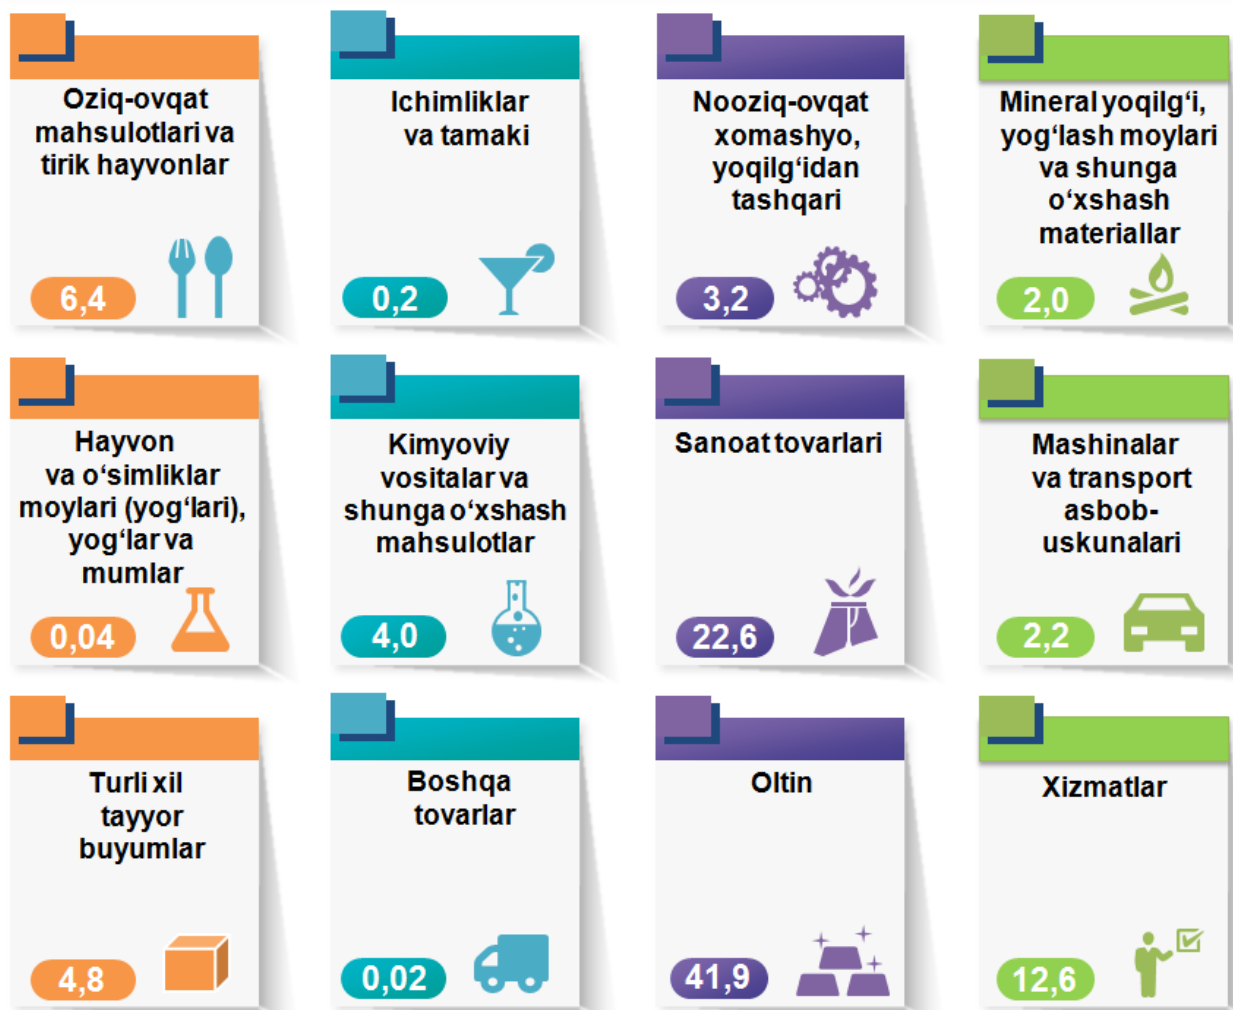 Oziq-ovqat
mahsulotlari va
tirik hayvonlar
6,4
Ichimliklar
va tamaki
0,2
Nooziq-ovqat
xomashyo,
yoqilg‘idan
tashqari
3,2
Mineral yoqilg‘i,
yog‘lash moylari
va shunga
o‘xshash
materiallar
2,0
Hayvon
va o‘simliklar
moylari (yog‘lari),
yog‘lar va
mumlar
0,04
Kimyoviy
vositalar va
shunga o‘xshash
mahsulotlar
4,0
Sanoat tovarlari
22,6
Mashinalar
va transport
asbob-
uskunalari
2,2
Turli xil
tayyor
buyumlar
4,8
Boshqa
tovarlar
0,02
Oltin
41,9
Xizmatlar
12,6